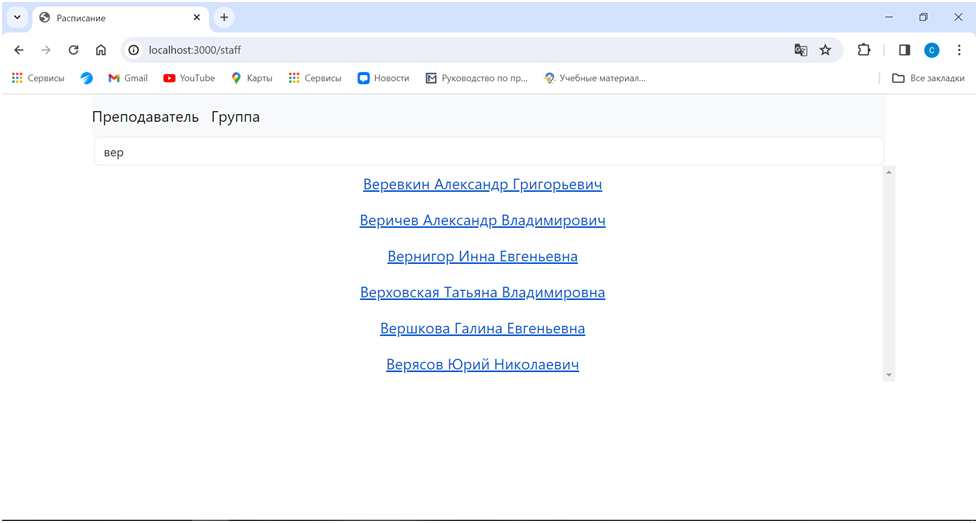 Расписание
localhost:3000/staff
C
Сервисы Gmail YouTube Карты Сервисы Новости Руководство по пр... Учебные материал... Все закладки
Преподаватель Группа
вер
Веревкин Александр Григорьевич
Веричев Александр Владимирович
Вернигор Инна Евгеньевна
Верховская Татьяна Владимировна
Вершкова Галина Евгеньевна
Верясов Юрий Николаевич